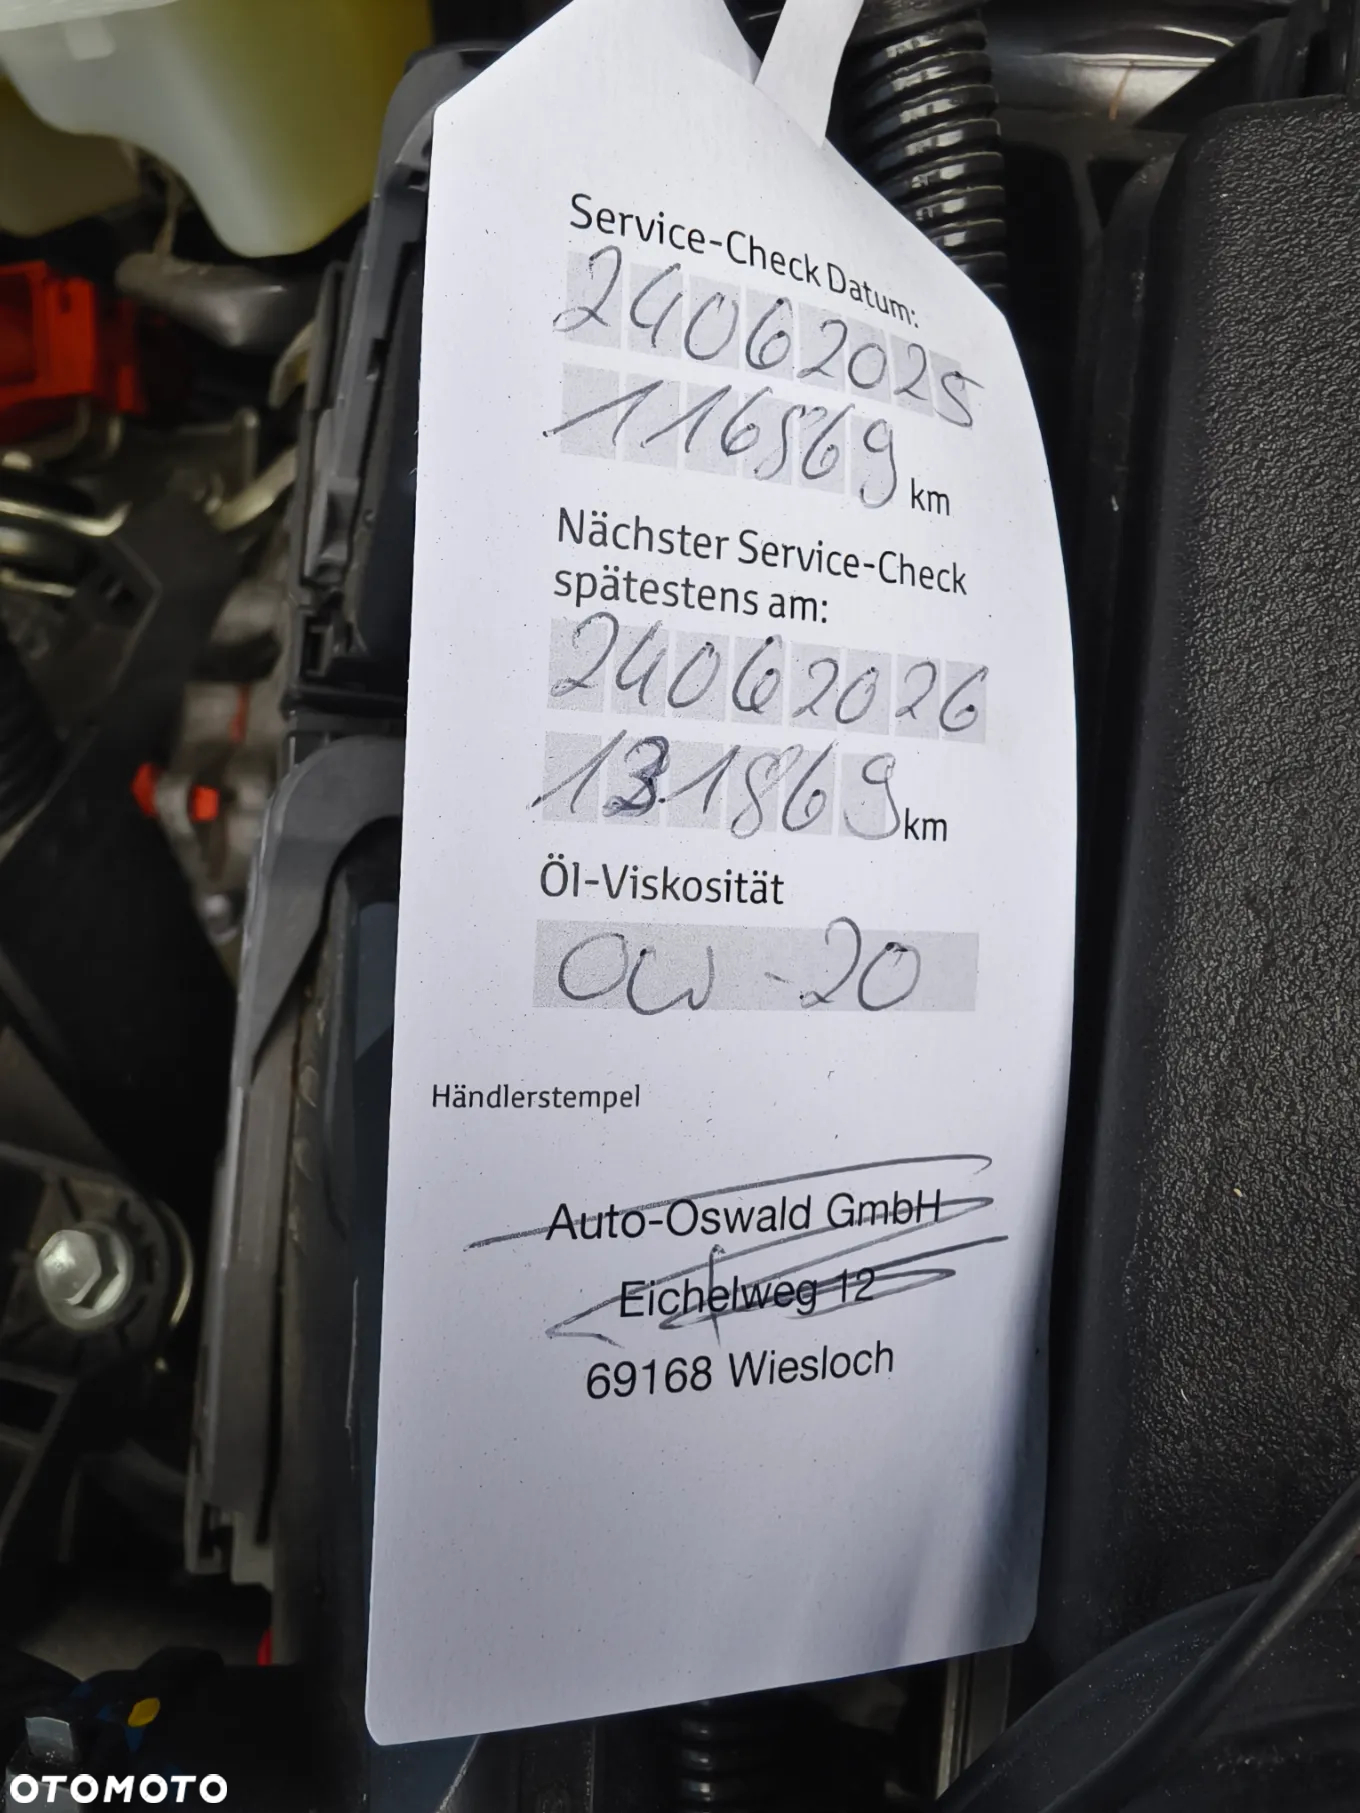 Service-Check Datum:
24062025
116869 km
Nächster Service-Check
spätestens am:
24062026
131869 km
Öl-Viskosität
0W-20
Händlerstempel
Auto-Oswald GmbH
Eichelweg 12
69168 Wiesloch
OTOMOTO